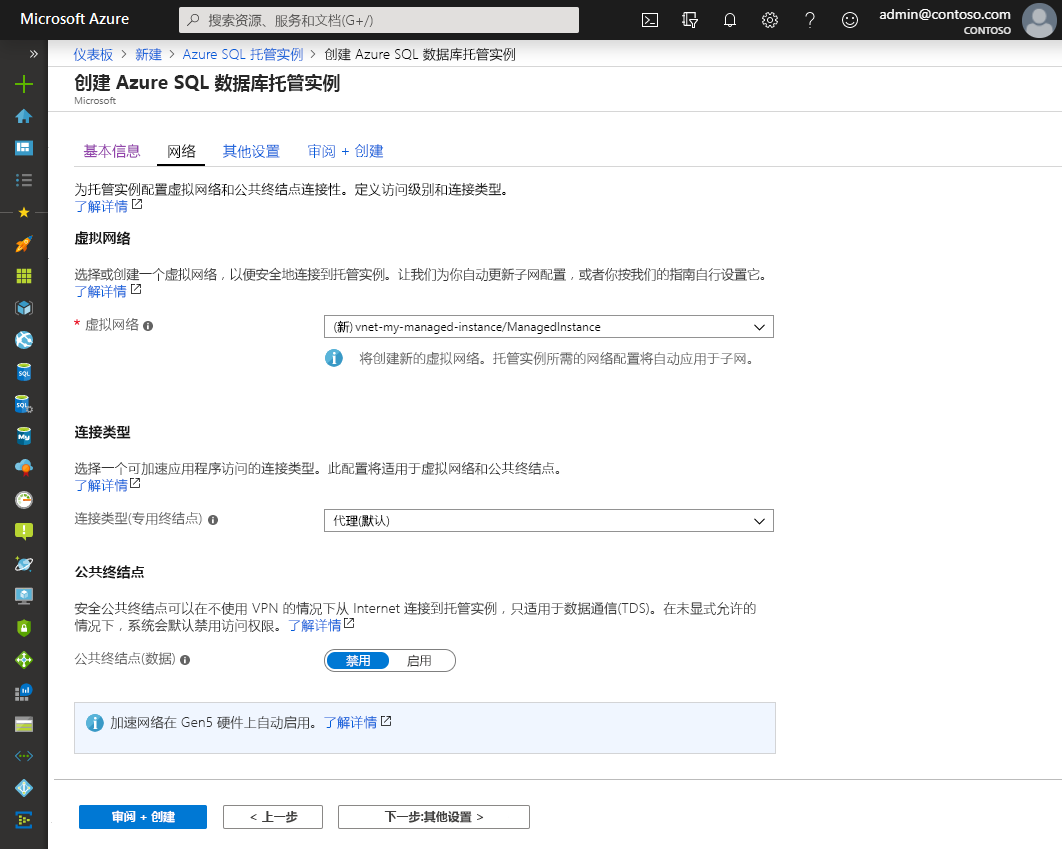 Microsoft Azure
搜索资源、服务和文档(G+/)
admin@contoso.com
CONTOSO
仪表板 > 新建 > Azure SQL 托管实例 > 创建 Azure SQL 数据库托管实例
创建 Azure SQL 数据库托管实例
Microsoft
基本信息 网络 其他设置 审阅 + 创建
为托管实例配置虚拟网络和公共终结点连接性。定义访问级别和连接类型。
了解详情
虚拟网络
选择或创建一个虚拟网络，以便安全地连接到托管实例。让我们为你自动更新子网配置，或者你按我们的指南自行设置它。
了解详情
* 虚拟网络
(新) vnet-my-managed-instance/ManagedInstance
将创建新的虚拟网络。托管实例所需的网络配置将自动应用于子网。
连接类型
选择一个可加速应用程序访问的连接类型。此配置将适用于虚拟网络和公共终结点。
了解详情
连接类型(专用终结点)
代理(默认)
公共终结点
安全公共终结点可以在不使用 VPN 的情况下从 Internet 连接到托管实例，只适用于数据通信(TDS)。在未显式允许的
情况下，系统会默认禁用访问权限。了解详情
公共终结点(数据)
禁用 启用
加速网络在 Gen5 硬件上自动启用。了解详情
审阅 + 创建
< 上一步
下一步:其他设置 >